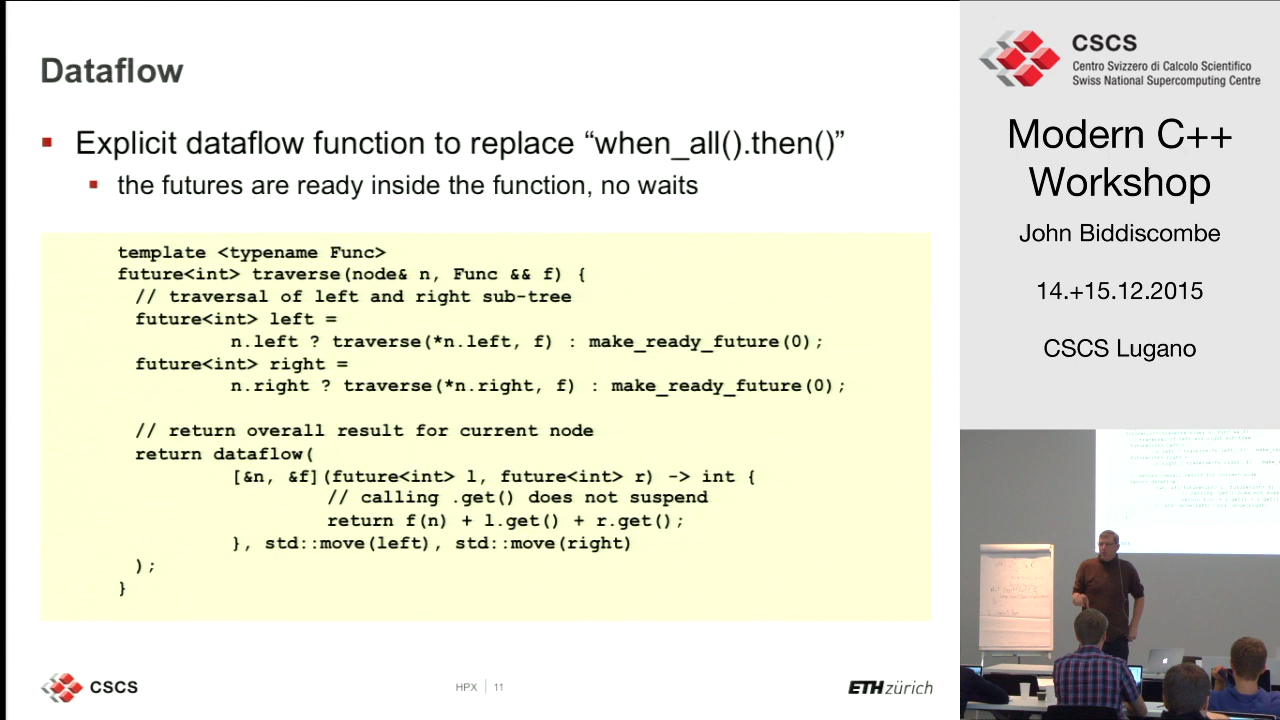 Dataflow
Explicit dataflow function to replace “when_all().then()”
the futures are ready inside the function, no waits
template <typename Func>
future<int> traverse(node& n, Func && f) {
// traversal of left and right sub-tree
future<int> left =
n.left ? traverse(*n.left, f) : make_ready_future(0);
future<int> right =
n.right ? traverse(*n.right, f) : make_ready_future(0);
// return overall result for current node
return dataflow(
[&n, &f](future<int> l, future<int> r) -> int {
// calling .get() does not suspend
return f(n) + l.get() + r.get();
}, std::move(left), std::move(right)
);
}
CSCS
HPX | 11
ETH zürich
CSCS
Centro Svizzero di Calcolo Scientifico
Swiss National Supercomputing Centre
Modern C++
Workshop
John Biddiscombe
14.+15.12.2015
CSCS Lugano